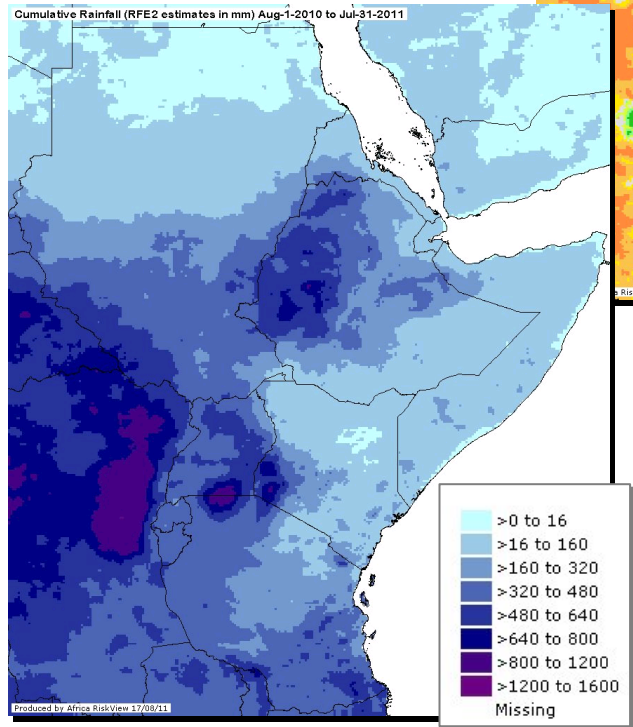 Cumulative Rainfall (RFE2 estimates in mm) Aug-1-2010 to Jul-31-2011
>0 to 16
>16 to 160
>160 to 320
>320 to 480
>480 to 640
>640 to 800
>800 to 1200
>1200 to 1600
Missing
Produced by Africa RiskView 17/08/11